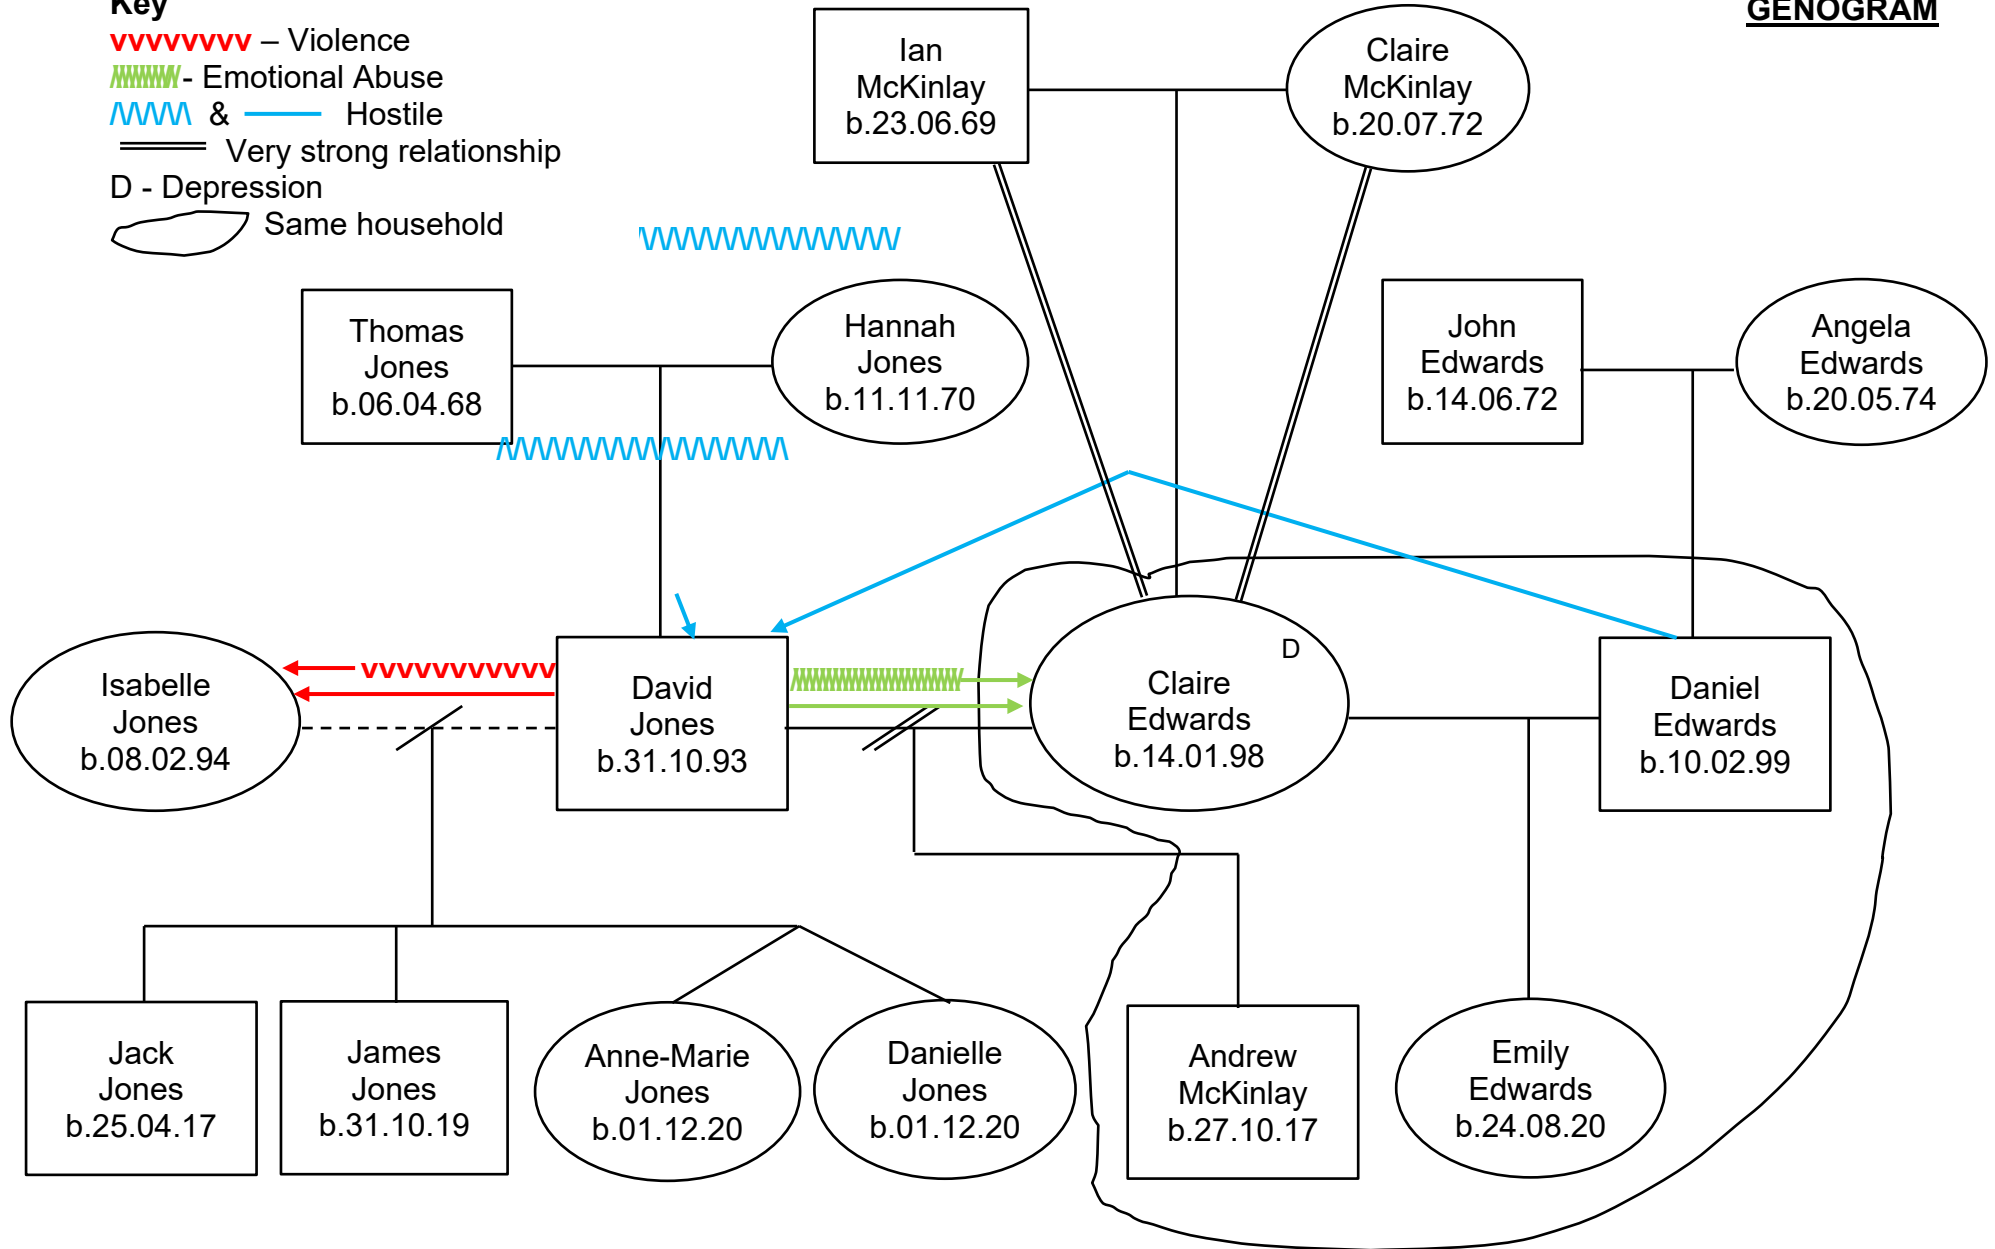 Key
vvvvvvvv – Violence
/\/\/\/\/\/\/ - Emotional Abuse
/\/\/\/\/\ & Hostile
Very strong relationship
D - Depression
Same household
GENOGRAM
Ian
McKinlay
b.23.06.69
Claire
McKinlay
b.20.07.72
Thomas
Jones
b.06.04.68
Hannah
Jones
b.11.11.70
John
Edwards
b.14.06.72
Angela
Edwards
b.20.05.74
Isabelle
Jones
b.08.02.94
vvvvvvvvvvv
David
Jones
b.31.10.93
D
Claire
Edwards
b.14.01.98
Daniel
Edwards
b.10.02.99
Jack
Jones
b.25.04.17
James
Jones
b.31.10.19
Anne-Marie
Jones
b.01.12.20
Danielle
Jones
b.01.12.20
Andrew
McKinlay
b.27.10.17
Emily
Edwards
b.24.08.20